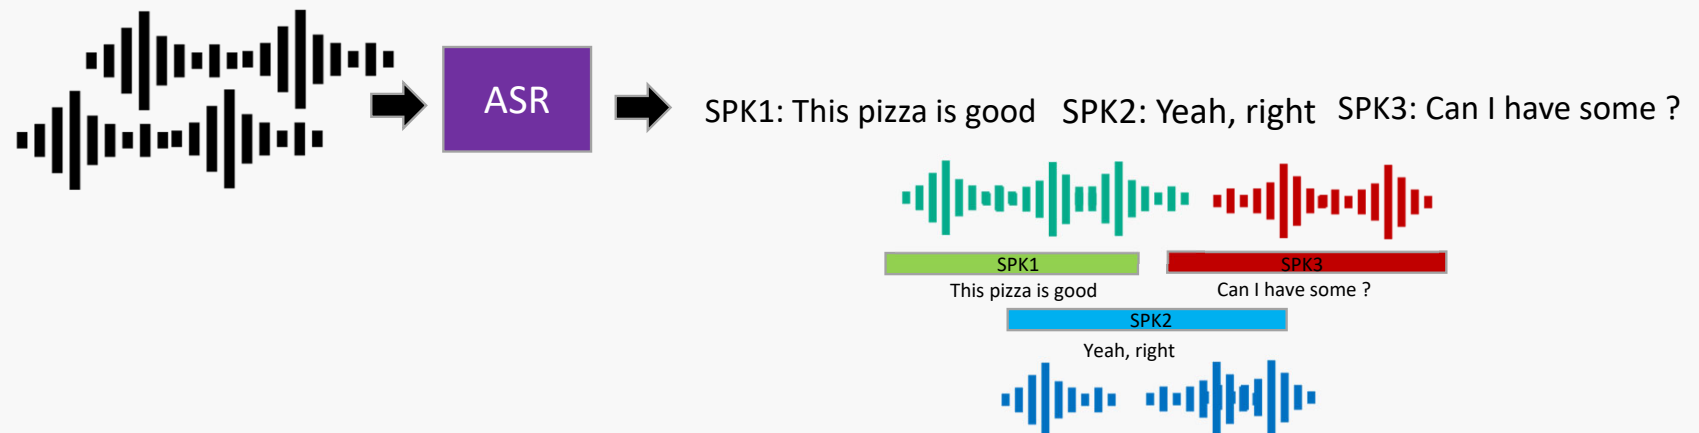 ASR
SPK1: This pizza is good SPK2: Yeah, right SPK3: Can I have some ?
SPK1
SPK3
This pizza is good
Can I have some ?
SPK2
Yeah, right